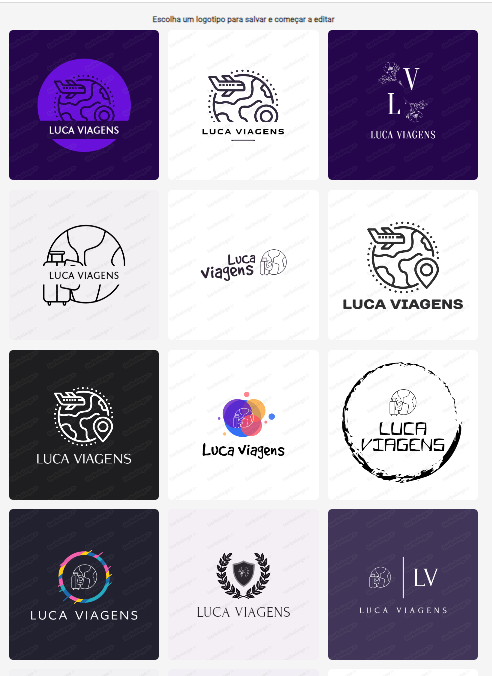 Escolha um logotipo para salvar e começar a editar
LUCA VIAGENS
LUCA VIAGENS
V
L
LUCA VIAGENS
LUCA VIAGENS
Luca
Viagens
LUCA VIAGENS
LUCA VIAGENS
Luca Viagens
LUCA
VIAGENS
LUCA VIAGENS
LUCA VIAGENS
LV
LUCA VIAGENS